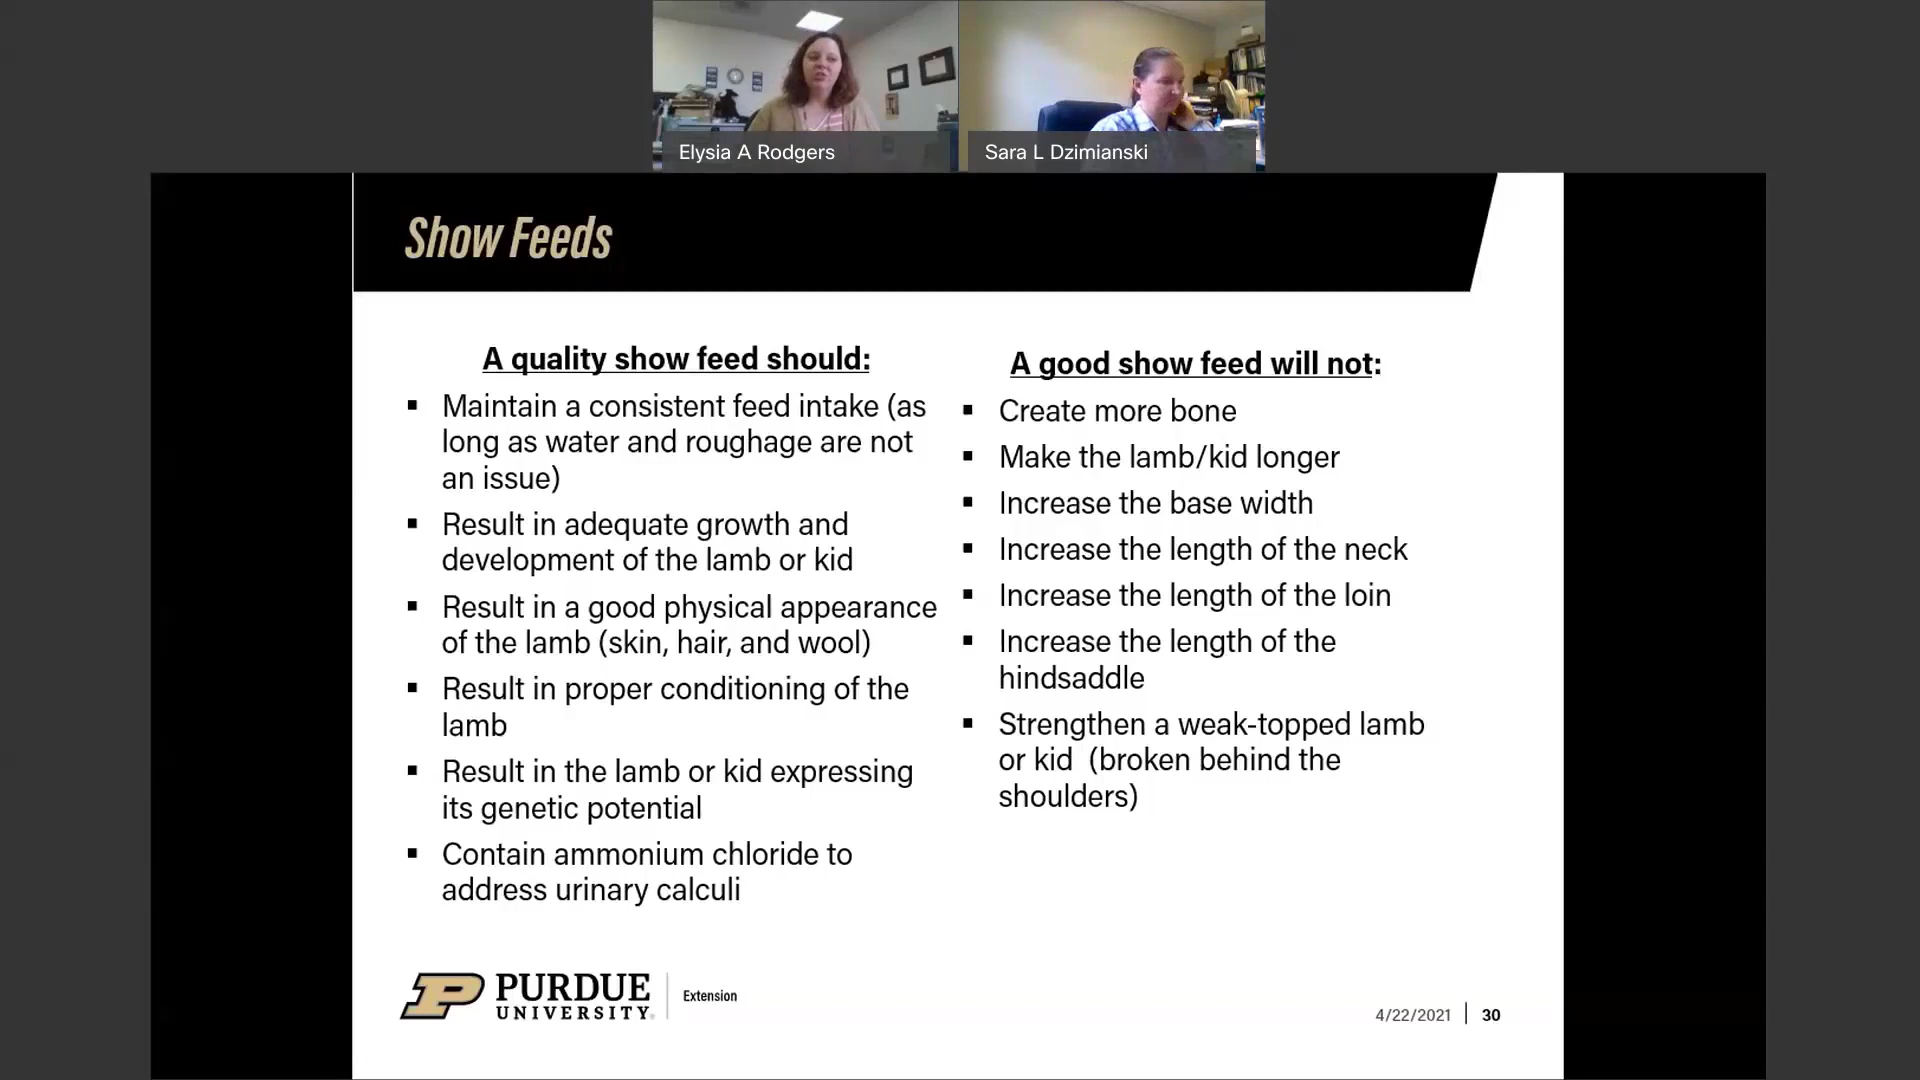 Elysia A Rodgers
Sara L Dzimianski
Show Feeds
A quality show feed should:
▪ Maintain a consistent feed intake (as
long as water and roughage are not
an issue)
▪ Result in adequate growth and
development of the lamb or kid
▪ Result in a good physical appearance
of the lamb (skin, hair, and wool)
▪ Result in proper conditioning of the
lamb
▪ Result in the lamb or kid expressing
its genetic potential
▪ Contain ammonium chloride to
address urinary calculi
A good show feed will not:
▪ Create more bone
▪ Make the lamb/kid longer
▪ Increase the base width
▪ Increase the length of the neck
▪ Increase the length of the loin
▪ Increase the length of the
hindsaddle
▪ Strengthen a weak-topped lamb
or kid  (broken behind the
shoulders)
P PURDUE
UNIVERSITY.
Extension
4/22/2021 | 30